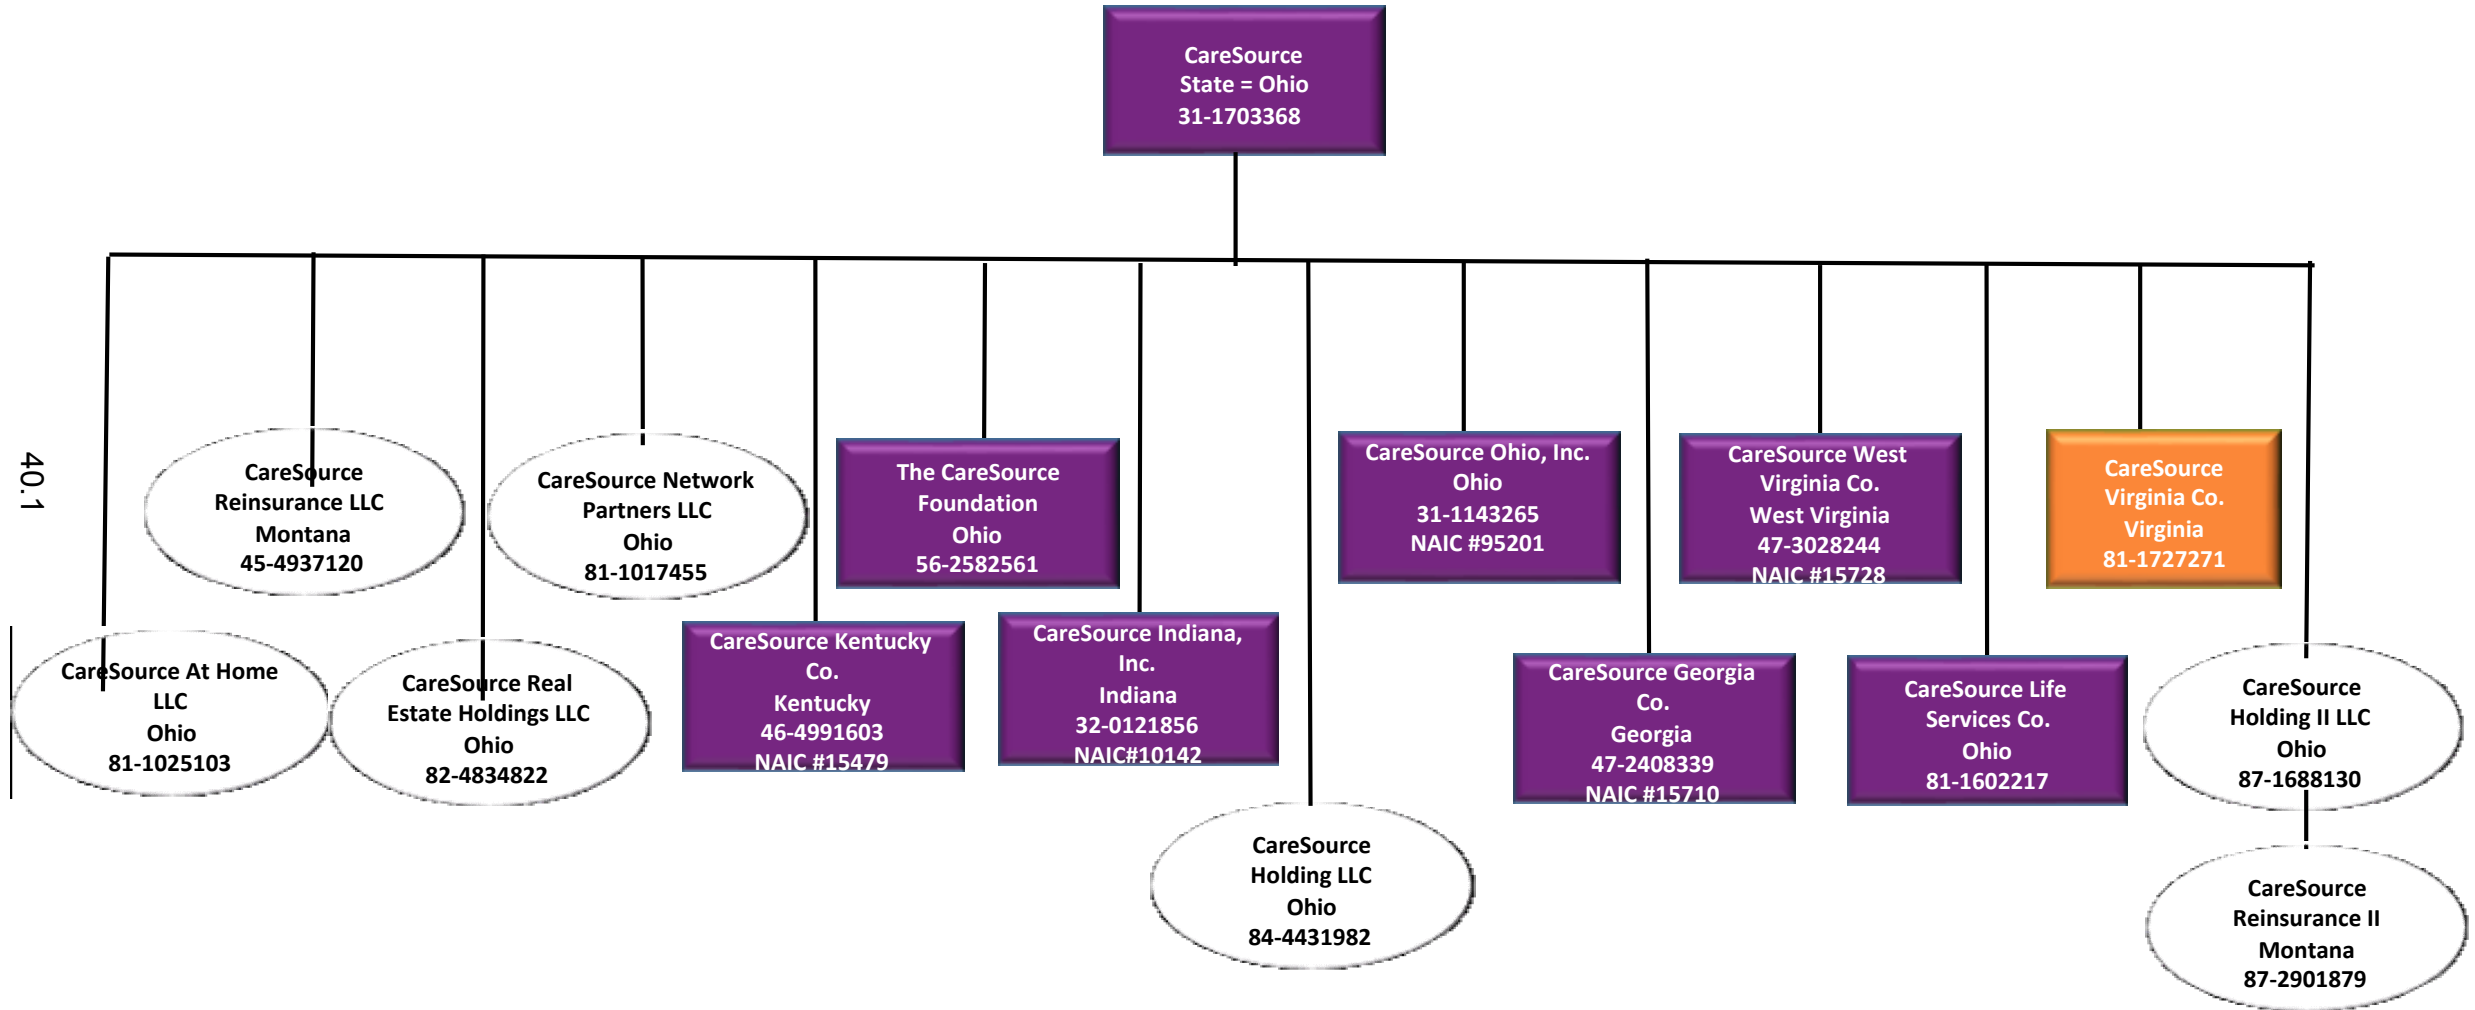 CareSource
State = Ohio
31-1703368
40.1
CareSource
Reinsurance LLC
Montana
45-4937120
CareSource Network
Partners LLC
Ohio
81-1017455
The CareSource
Foundation
Ohio
56-2582561
CareSource Ohio, Inc.
Ohio
31-1143265
NAIC #95201
CareSource West
Virginia Co.
West Virginia
47-3028244
NAIC #15728
CareSource
Virginia Co.
Virginia
81-1727271
CareSource At Home
LLC
Ohio
81-1025103
CareSource Real
Estate Holdings LLC
Ohio
82-4834822
CareSource Kentucky
Co.
Kentucky
46-4991603
NAIC #15479
CareSource Indiana,
Inc.
Indiana
32-0121856
NAIC#10142
CareSource Georgia
Co.
Georgia
47-2408339
NAIC #15710
CareSource Life
Services Co.
Ohio
81-1602217
CareSource
Holding II LLC
Ohio
87-1688130
CareSource
Holding LLC
Ohio
84-4431982
CareSource
Reinsurance II
Montana
87-2901879